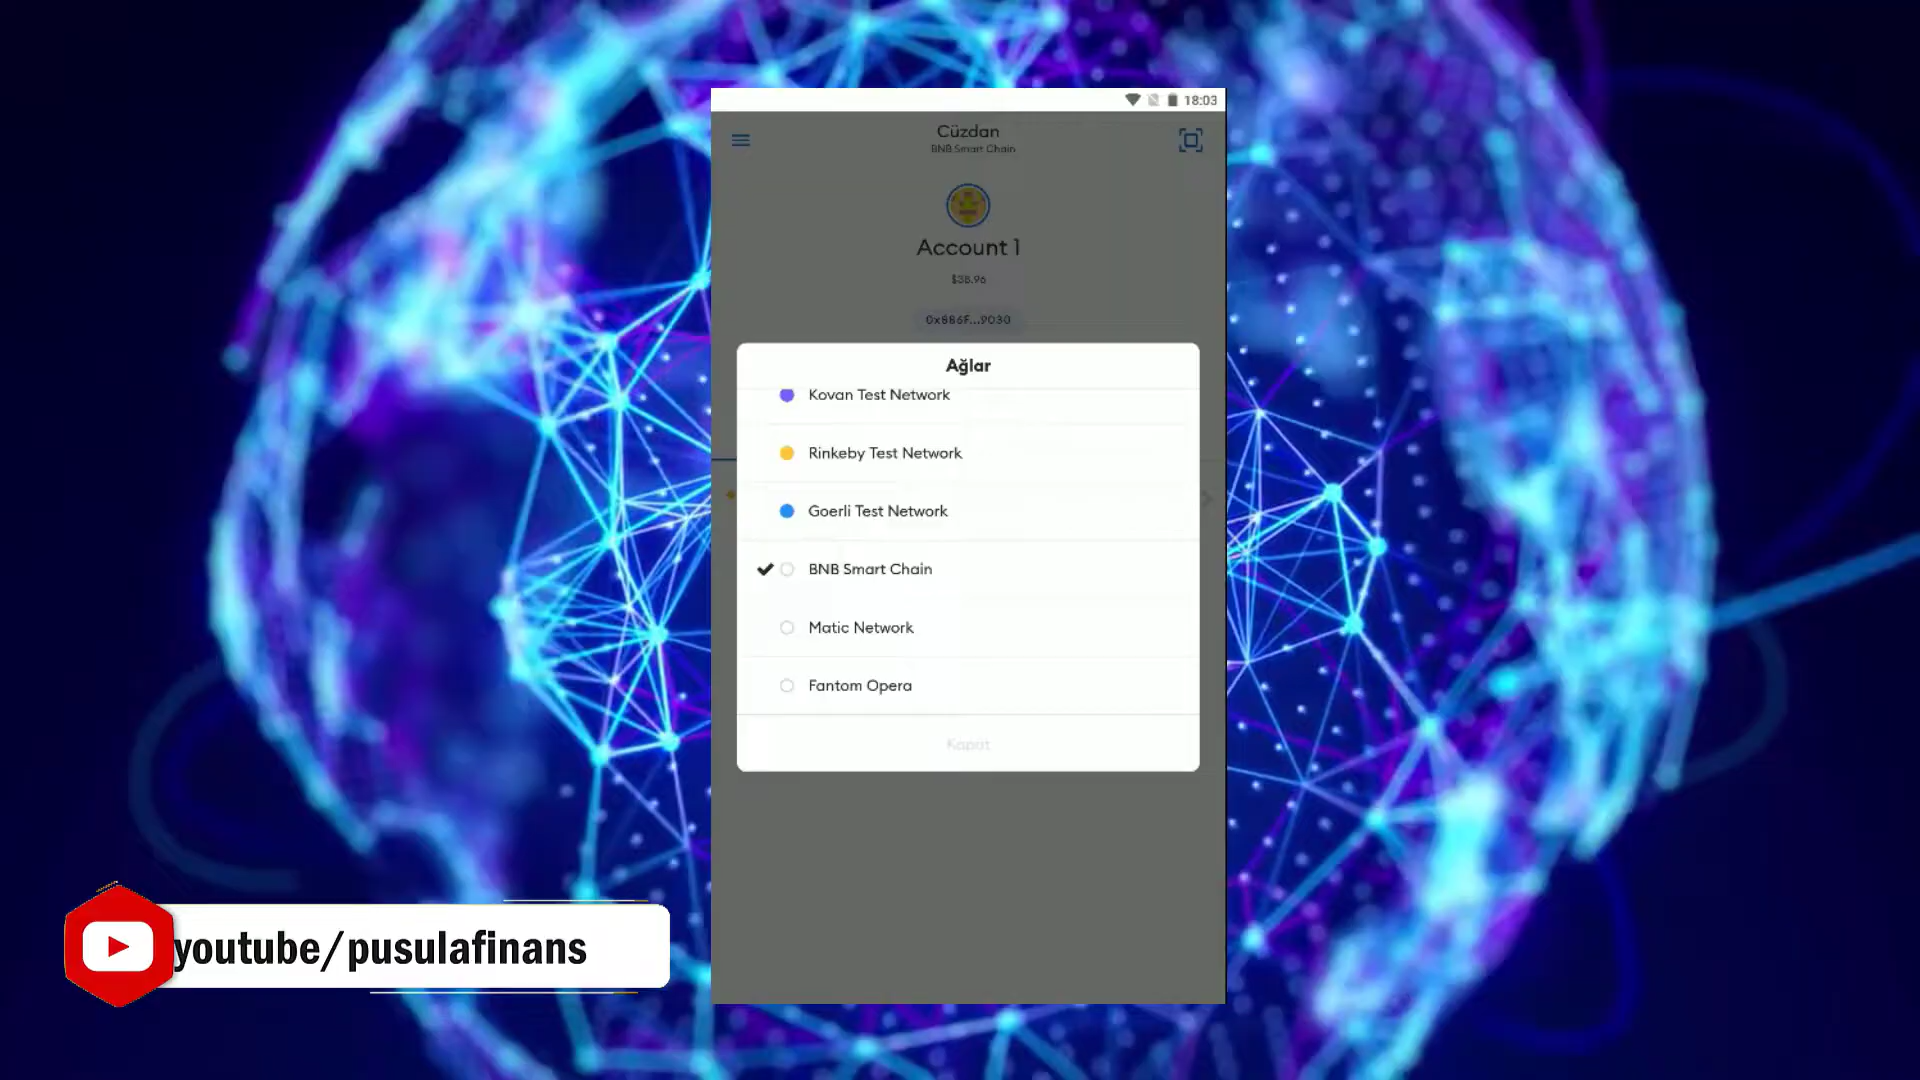 18:03
Cüzdan
BNB Smart Chain
Account 1
$38.96
0x886F...9030
Ağlar
Kovan Test Network
Rinkeby Test Network
Goerli Test Network
BNB Smart Chain
Matic Network
Fantom Opera
Kapat
youtube/pusulafinans